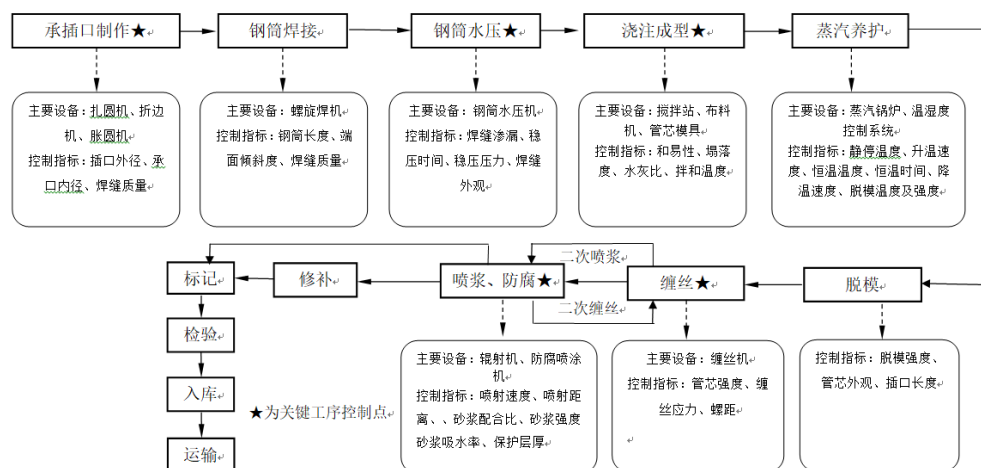 承插口制作★
钢筒焊接
钢筒水压★
浇注成型★
蒸汽养护
主要设备：扎圆机、折边
机、胀圆机
控制指标：插口外径、承
口内径、焊缝质量
主要设备：螺旋焊机
控制指标：钢筒长度、端
面倾斜度、焊缝质量
主要设备：钢筒水压机
控制指标：焊缝渗漏、稳
压时间、稳压压力、焊缝
外观
主要设备：搅拌站、布料
机、管芯模具
控制指标：和易性、塌落
度、水灰比、拌和温度
主要设备：蒸汽锅炉、温湿度
控制系统
控制指标：静停温度、升温速
度、恒温温度、恒温时间、降
温速度、脱模温度及强度
标记
修补
喷浆、防腐★
二次喷浆
二次缠丝
缠丝★
脱模
检验
入库
运输
★为关键工序控制点
主要设备：辊射机、防腐喷涂
机
控制指标：喷射速度、喷射距
离、、砂浆配合比、砂浆强度
砂浆吸水率、保护层厚
主要设备：缠丝机
控制指标：管芯强度、缠
丝应力、螺距
控制指标：脱模强度、
管芯外观、插口长度